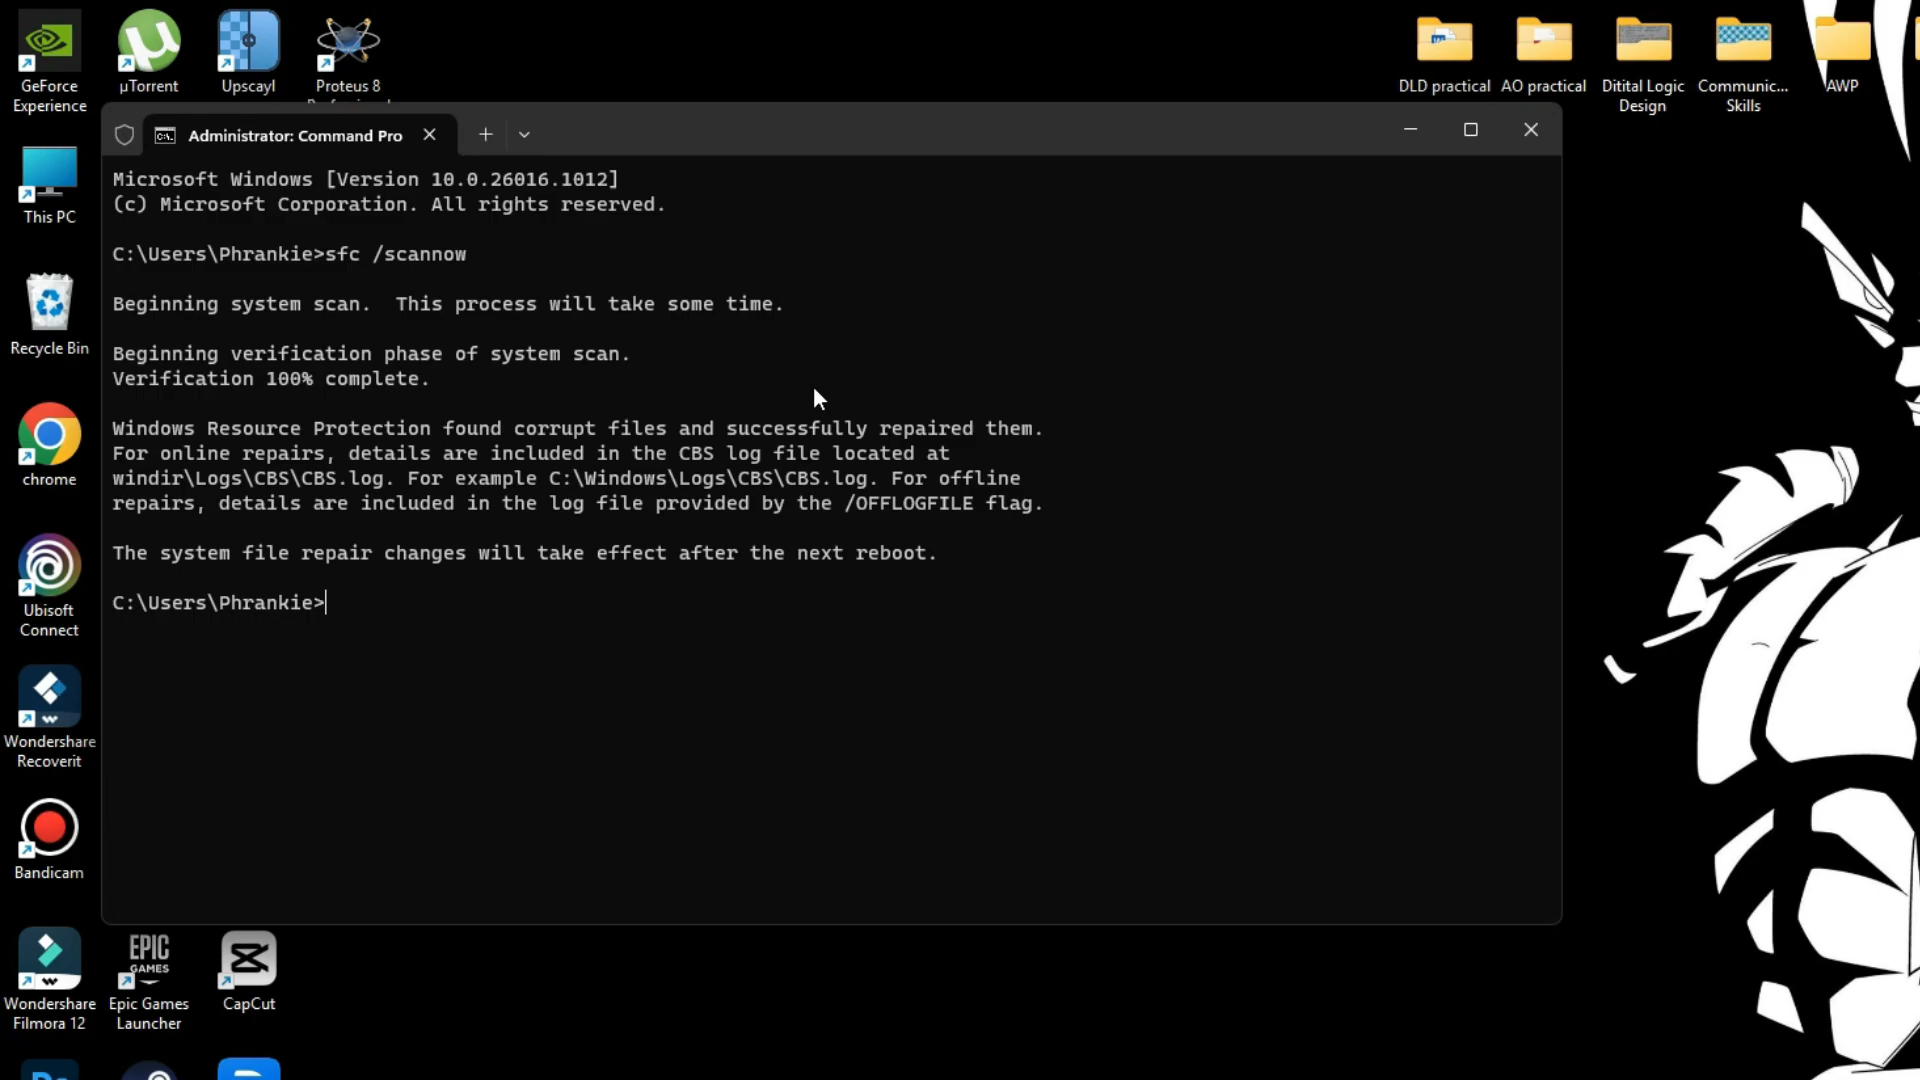 GeForce
Experience
µTorrent
Upscayl
Proteus 8
DLD practical
AO practical
Ditital Logic
Design
Communic...
Skills
AWP
Administrator: Command Pro
Microsoft Windows [Version 10.0.26016.1012]
(c) Microsoft Corporation. All rights reserved.
C:\Users\Phrankie>sfc /scannow
Beginning system scan.  This process will take some time.
Beginning verification phase of system scan.
Verification 100% complete.
Windows Resource Protection found corrupt files and successfully repaired them.
For online repairs, details are included in the CBS log file located at
windir\Logs\CBS\CBS.log. For example C:\Windows\Logs\CBS\CBS.log. For offline
repairs, details are included in the log file provided by the /OFFLOGFILE flag.
The system file repair changes will take effect after the next reboot.
C:\Users\Phrankie>
This PC
Recycle Bin
chrome
Ubisoft
Connect
Wondershare
Recoverit
Bandicam
Wondershare
Filmora 12
EPIC
GAMES
Epic Games
Launcher
CapCut